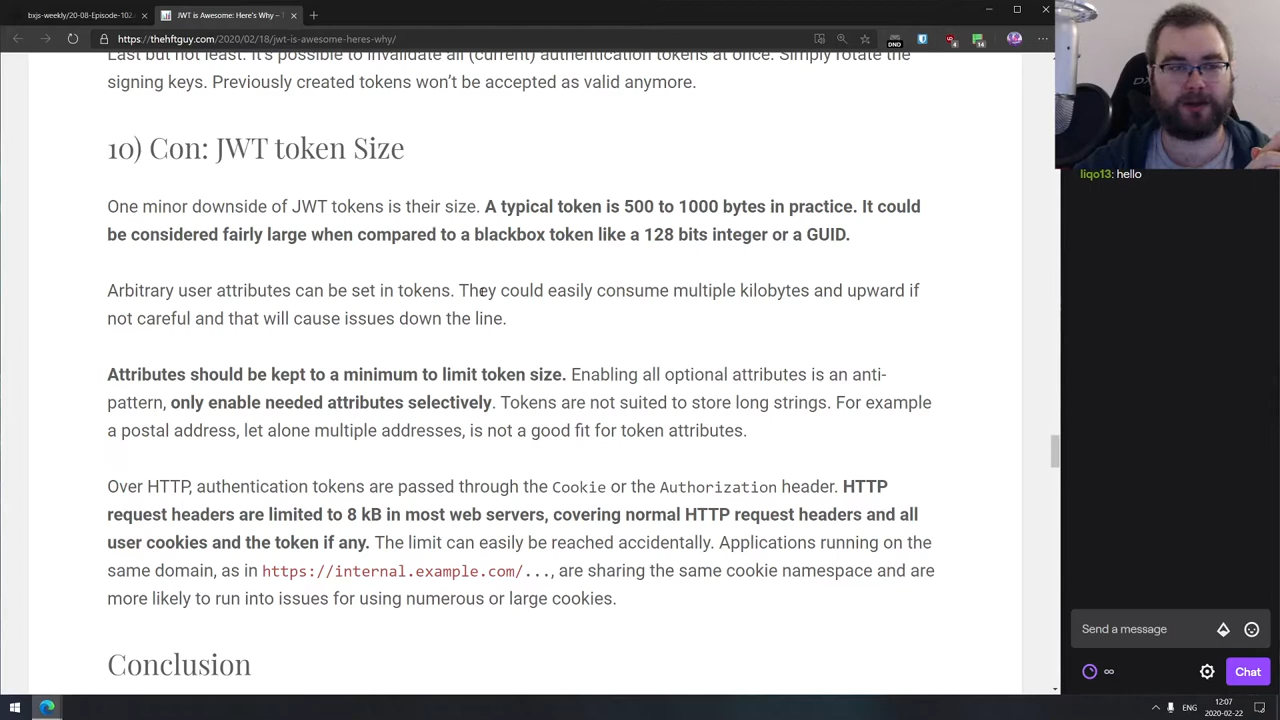 bxjs-weekly/20-08-Episode-102.
JWT is Awesome: Here's Why –
https://thehftguy.com/2020/02/18/jwt-is-awesome-heres-why/
DND
4
14
Last but not least. It's possible to invalidate all (current) authentication tokens at once. Simply rotate the
signing keys. Previously created tokens won't be accepted as valid anymore.
10) Con: JWT token Size
One minor downside of JWT tokens is their size. A typical token is 500 to 1000 bytes in practice. It could
be considered fairly large when compared to a blackbox token like a 128 bits integer or a GUID.
Arbitrary user attributes can be set in tokens. They could easily consume multiple kilobytes and upward if
not careful and that will cause issues down the line.
Attributes should be kept to a minimum to limit token size. Enabling all optional attributes is an anti-
pattern, only enable needed attributes selectively. Tokens are not suited to store long strings. For example
a postal address, let alone multiple addresses, is not a good fit for token attributes.
Over HTTP, authentication tokens are passed through the Cookie or the Authorization header. HTTP
request headers are limited to 8 kB in most web servers, covering normal HTTP request headers and all
user cookies and the token if any. The limit can easily be reached accidentally. Applications running on the
same domain, as in https://internal.example.com/..., are sharing the same cookie namespace and are
more likely to run into issues for using numerous or large cookies.
Conclusion
liqo13: hello
Send a message
∞
Chat
ENG
12:07
2020-02-22